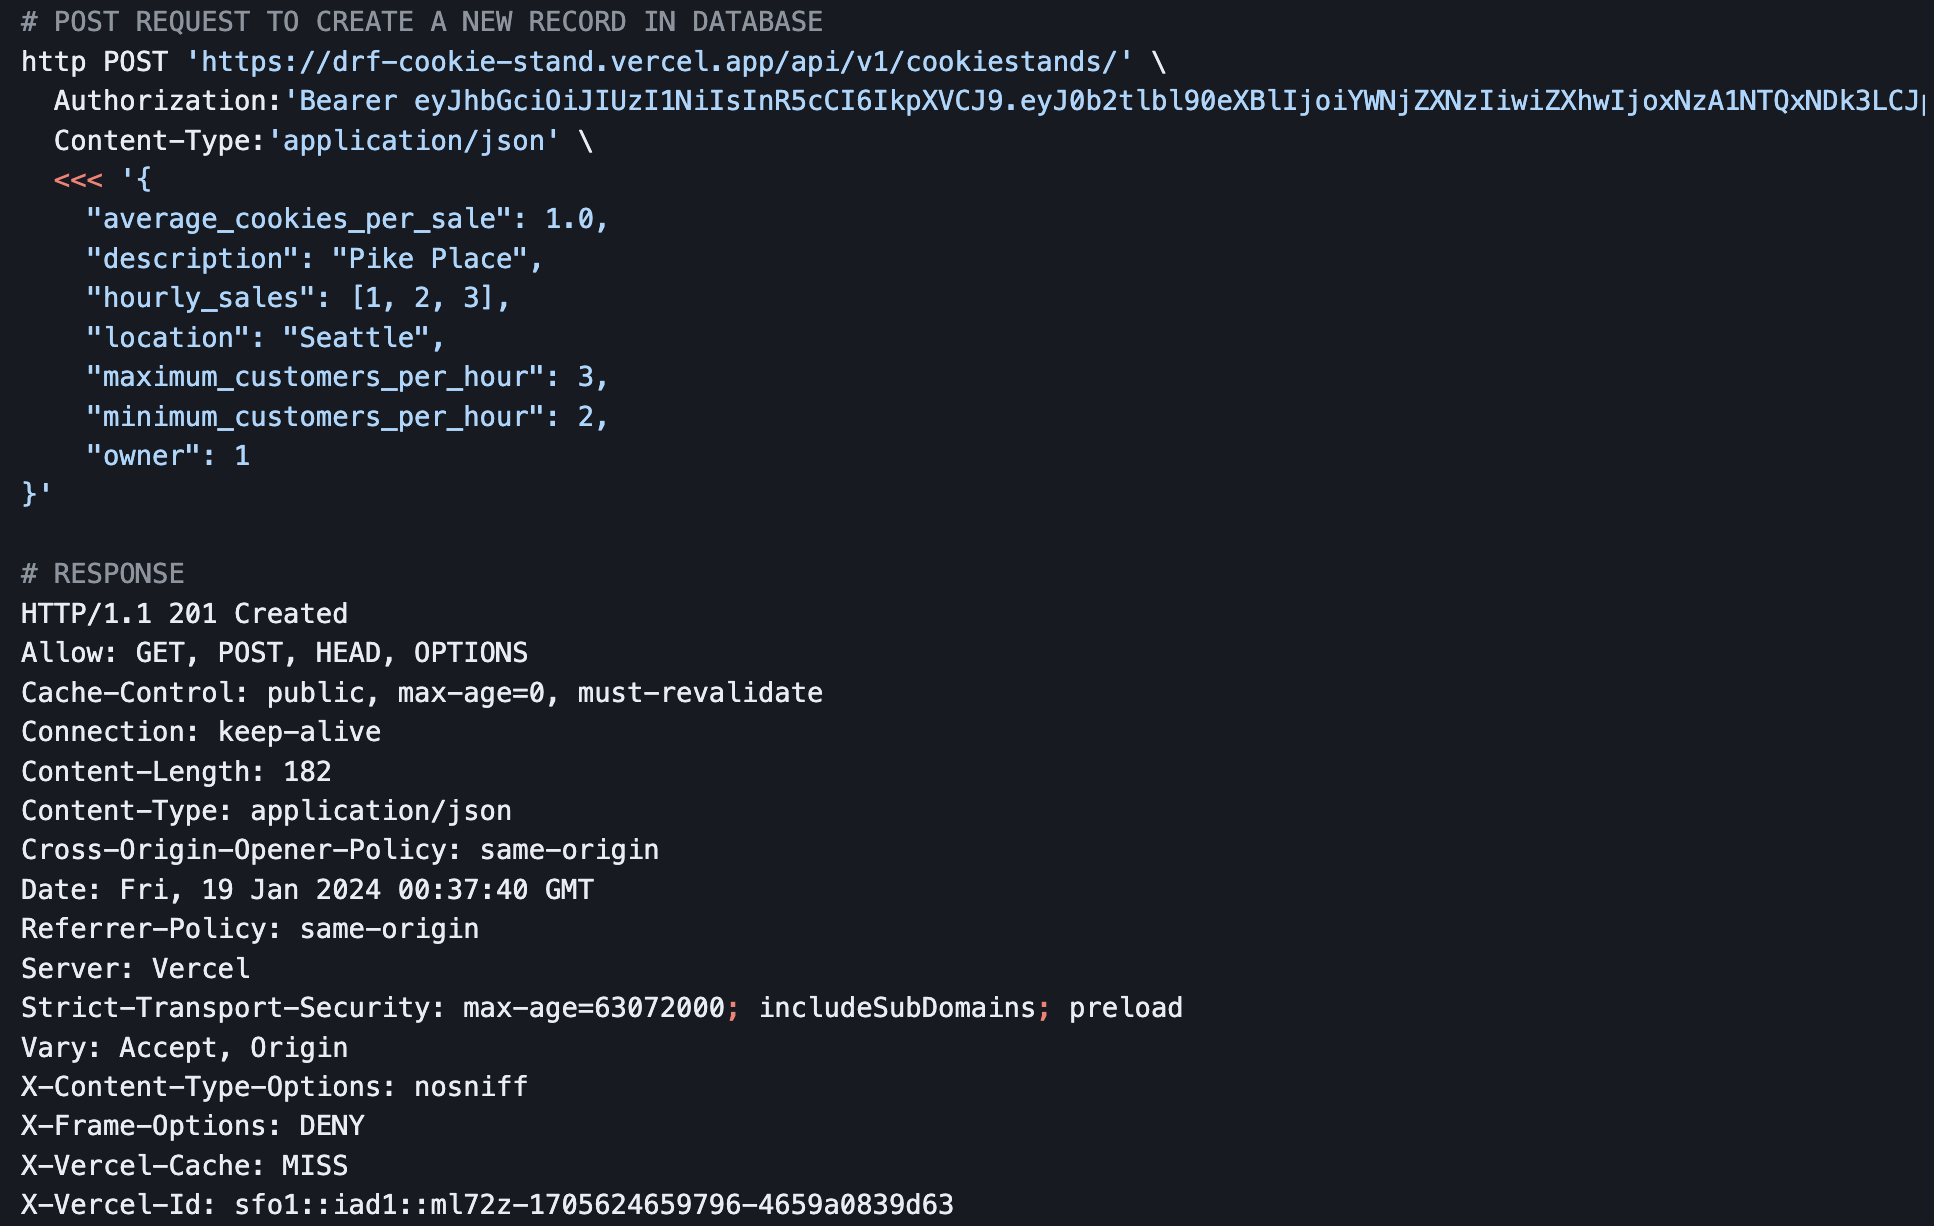 # POST REQUEST TO CREATE A NEW RECORD IN DATABASE
http POST 'https://drf-cookie-stand.vercel.app/api/v1/cookiestands/' \
  Authorization:'Bearer eyJhbGciOiJIUzI1NiIsInR5cCI6IkpXVCJ9.eyJ0b2tlbl90eXBlIjoiYWNjZXNzIiwiZXhwIjoxNzA1NTQxNDk3LCJp
  Content-Type:'application/json' \
  <<< '{
    "average_cookies_per_sale": 1.0,
    "description": "Pike Place",
    "hourly_sales": [1, 2, 3],
    "location": "Seattle",
    "maximum_customers_per_hour": 3,
    "minimum_customers_per_hour": 2,
    "owner": 1
}'

# RESPONSE
HTTP/1.1 201 Created
Allow: GET, POST, HEAD, OPTIONS
Cache-Control: public, max-age=0, must-revalidate
Connection: keep-alive
Content-Length: 182
Content-Type: application/json
Cross-Origin-Opener-Policy: same-origin
Date: Fri, 19 Jan 2024 00:37:40 GMT
Referrer-Policy: same-origin
Server: Vercel
Strict-Transport-Security: max-age=63072000; includeSubDomains; preload
Vary: Accept, Origin
X-Content-Type-Options: nosniff
X-Frame-Options: DENY
X-Vercel-Cache: MISS
X-Vercel-Id: sfo1::iad1::ml72z-1705624659796-4659a0839d63